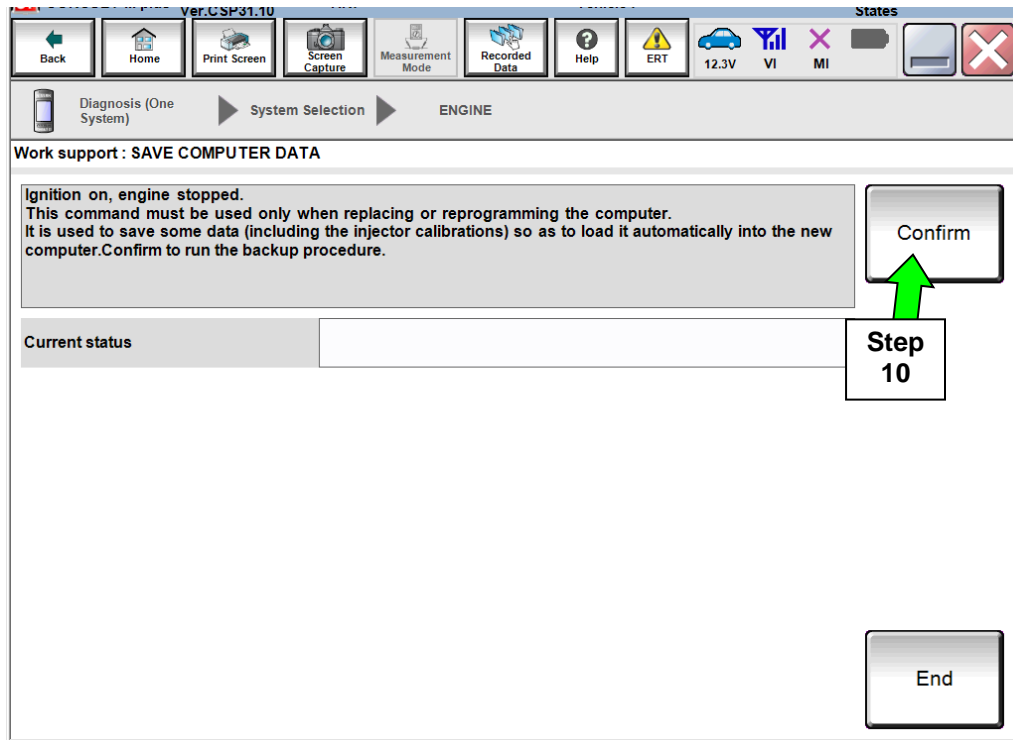 Ver.CSP31.10
States
Back
Home
Print Screen
Screen
Capture
Measurement
Mode
Recorded
Data
Help
ERT
12.3V
VI
MI
Diagnosis (One
System)
System Selection
ENGINE
Work support : SAVE COMPUTER DATA
Ignition on, engine stopped.
This command must be used only when replacing or reprogramming the computer.
It is used to save some data (including the injector calibrations) so as to load it automatically into the new
computer.Confirm to run the backup procedure.
Confirm
Current status
Step
10
End